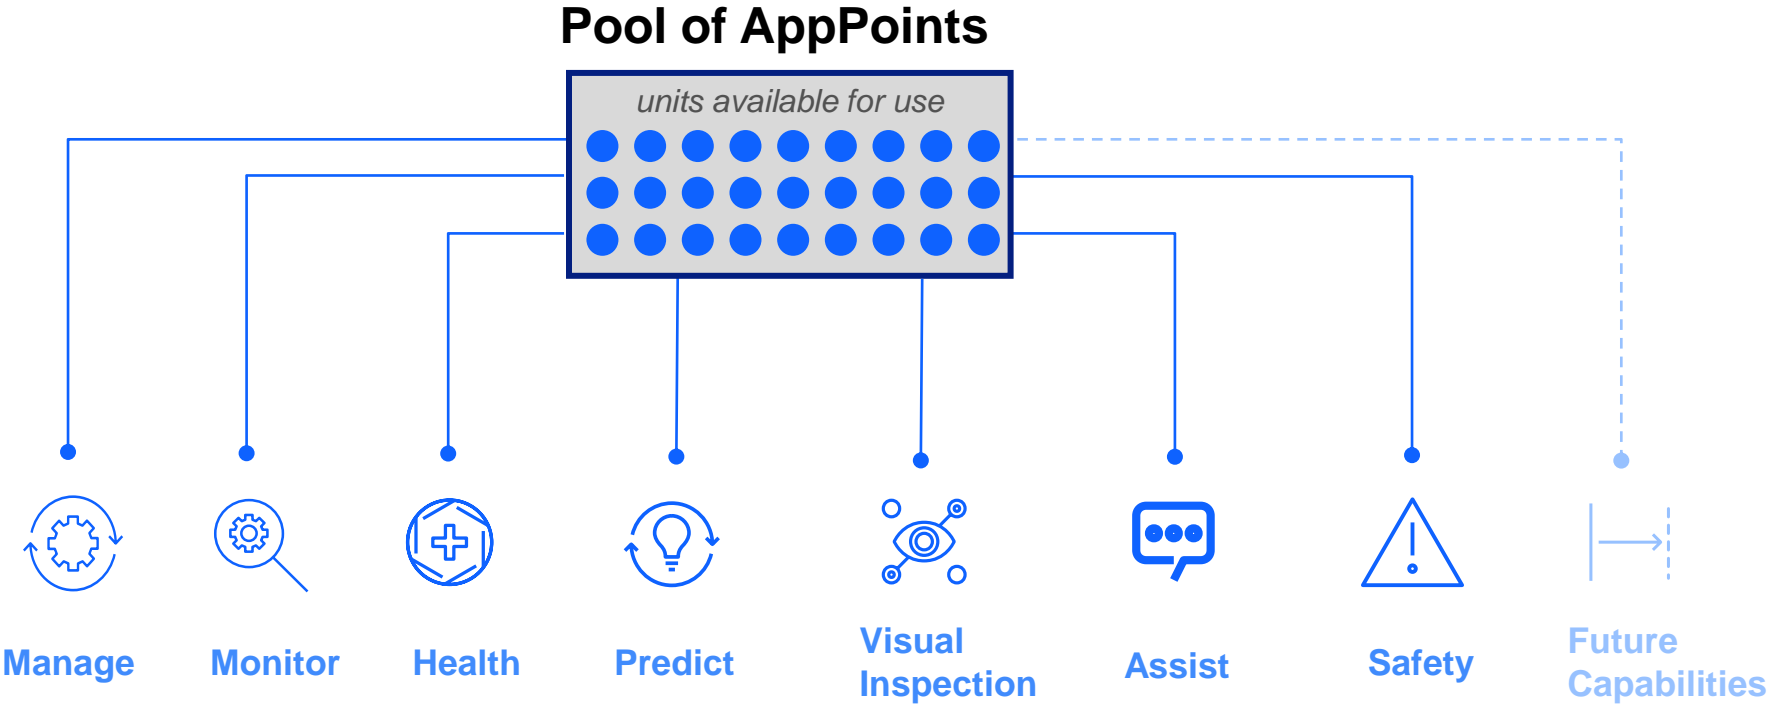 Pool of AppPoints
units available for use
Manage
Monitor
Health
Predict
Visual
Inspection
Assist
Safety
Future
Capabilities